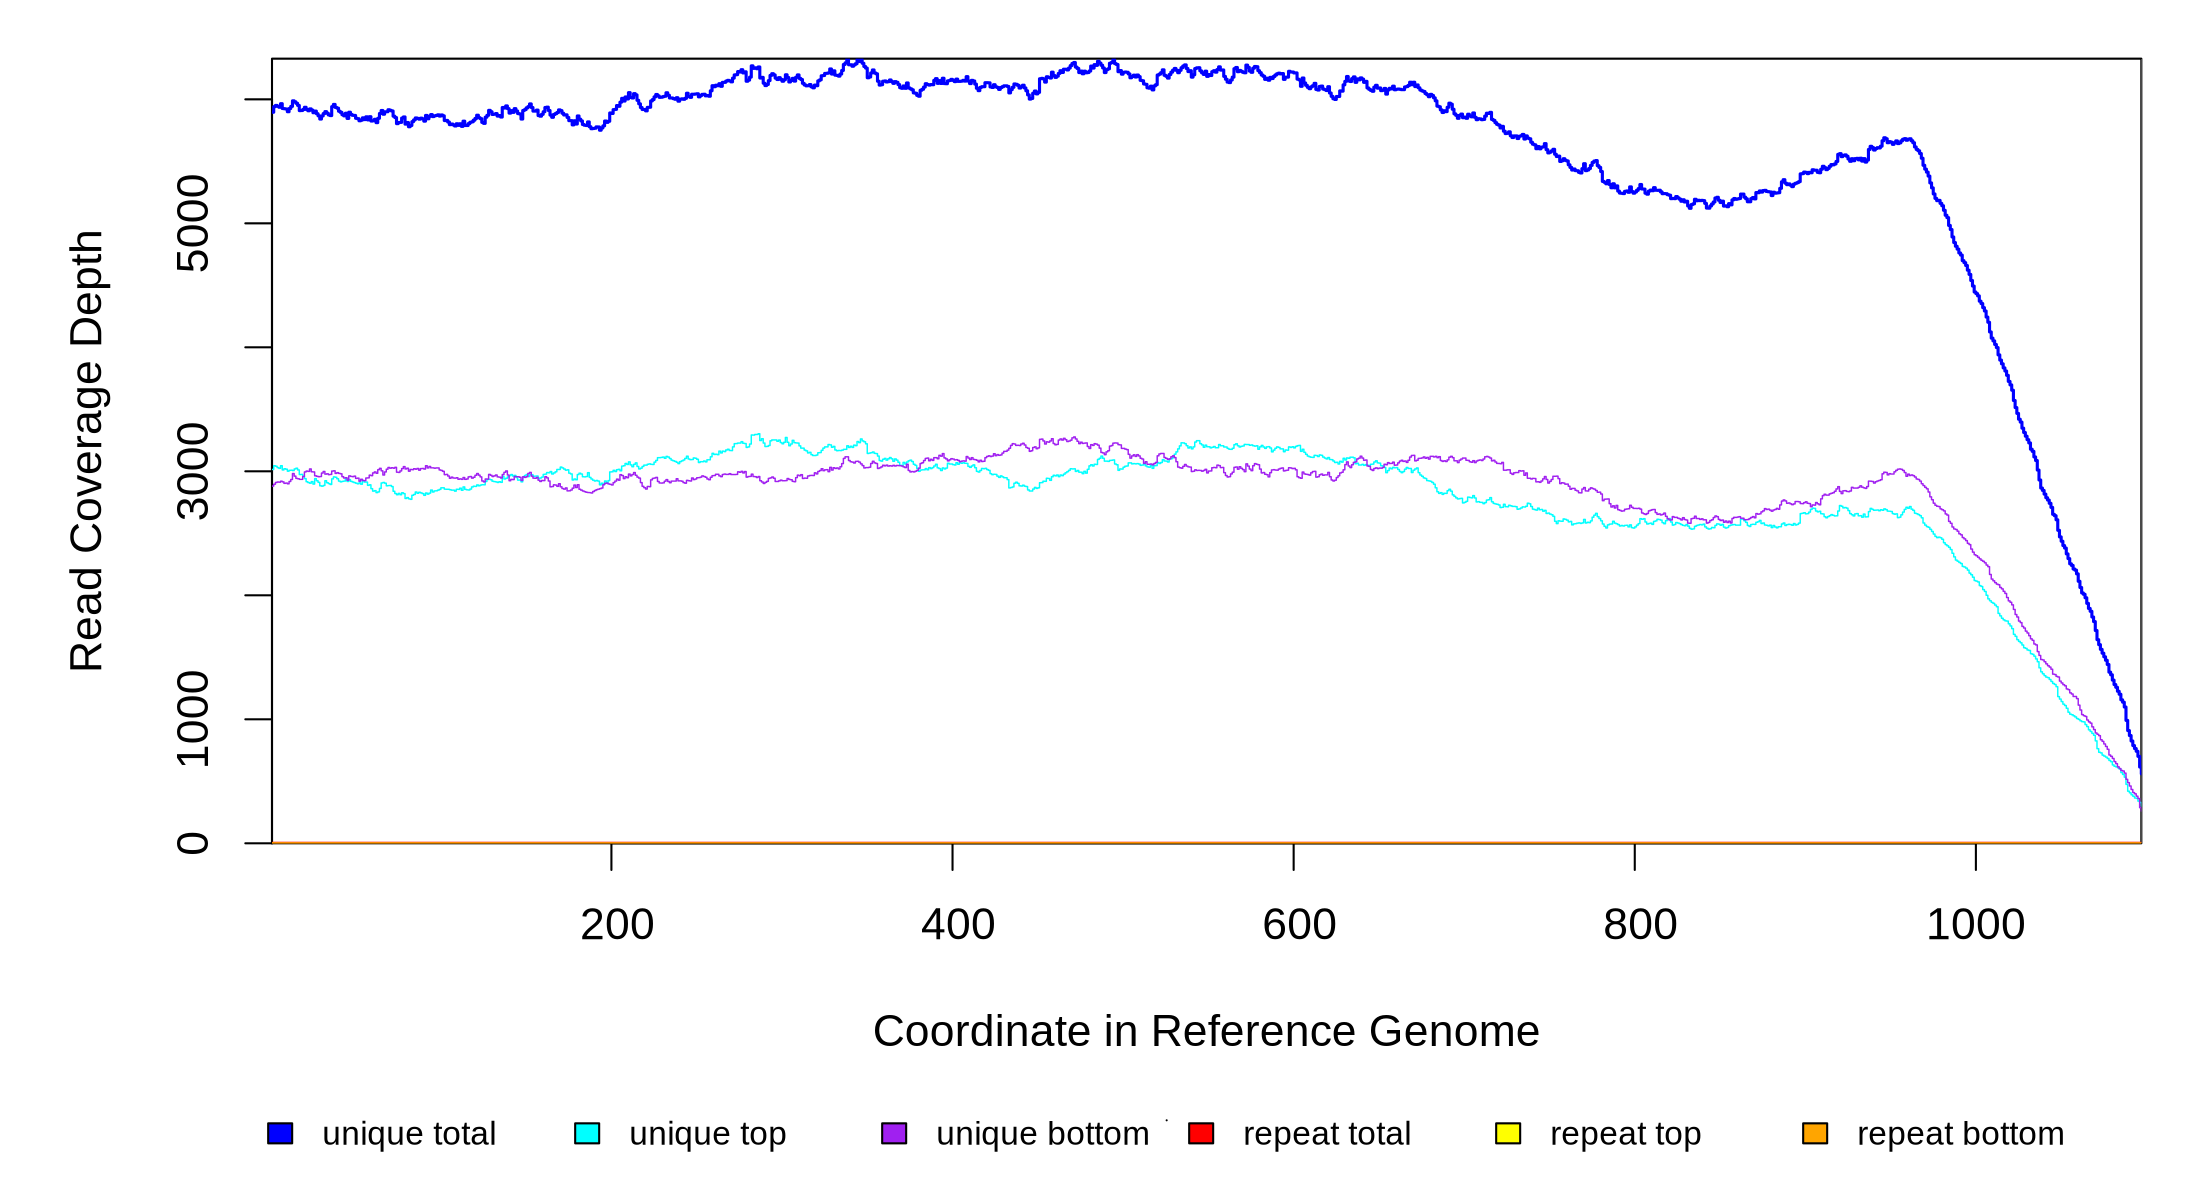 Read Coverage Depth
5000
3000
1000
0
200 400 600 800 1000
Coordinate in Reference Genome
unique total unique top unique bottom repeat total repeat top repeat bottom